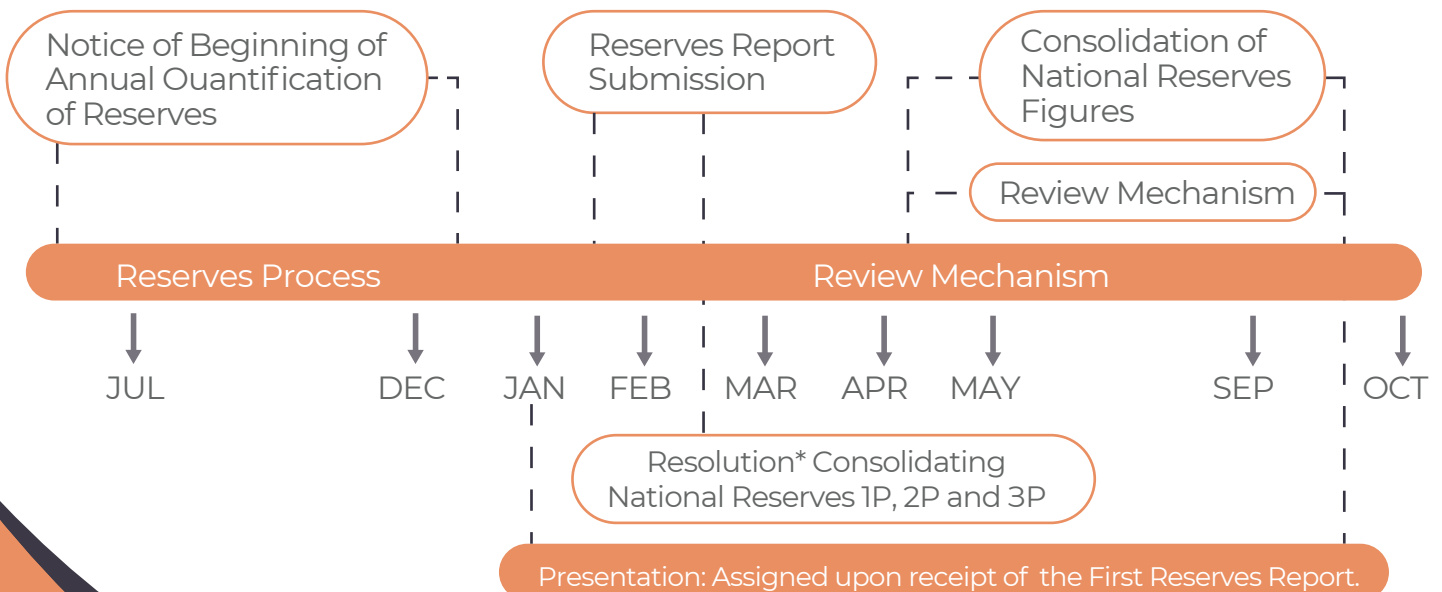 Notice of Beginning of
Annual Ouantification
of Reserves
Reserves Report
Submission
Consolidation of
National Reserves
Figures
Review Mechanism
Reserves Process
Review Mechanism
JUL
DEC
JAN
FEB
MAR
APR
MAY
SEP
OCT
Resolution* Consolidating
National Reserves 1P, 2P and 3P
Presentation: Assigned upon receipt of the First Reserves Report.